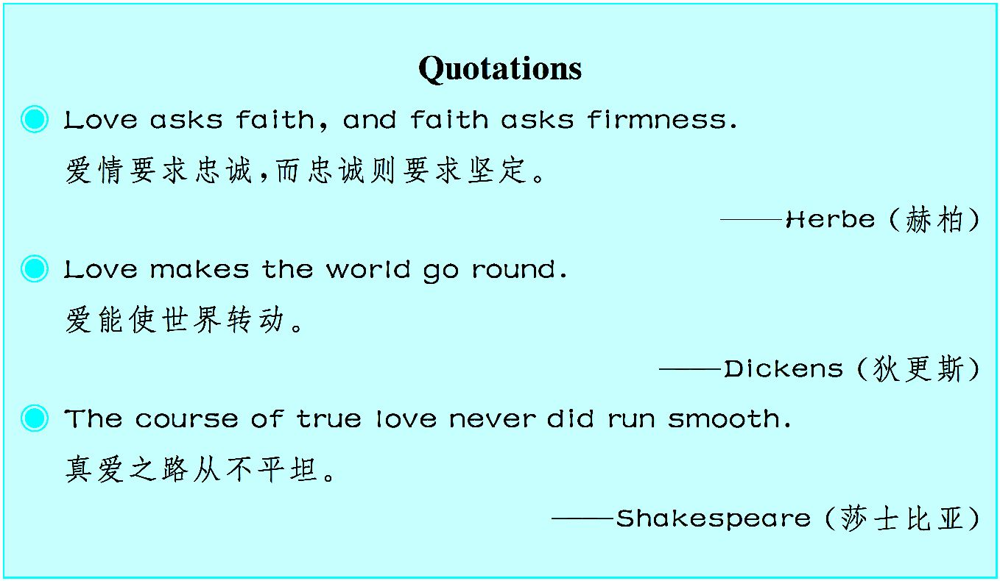 Quotations
Love asks faith, and faith asks firmness.
爱情要求忠诚,而忠诚则要求坚定。
——Herbe (赫柏)
Love makes the world go round.
爱能使世界转动。
——Dickens (狄更斯)
The course of true love never did run smooth.
真爱之路从不平坦。
——Shakespeare (莎士比亚)